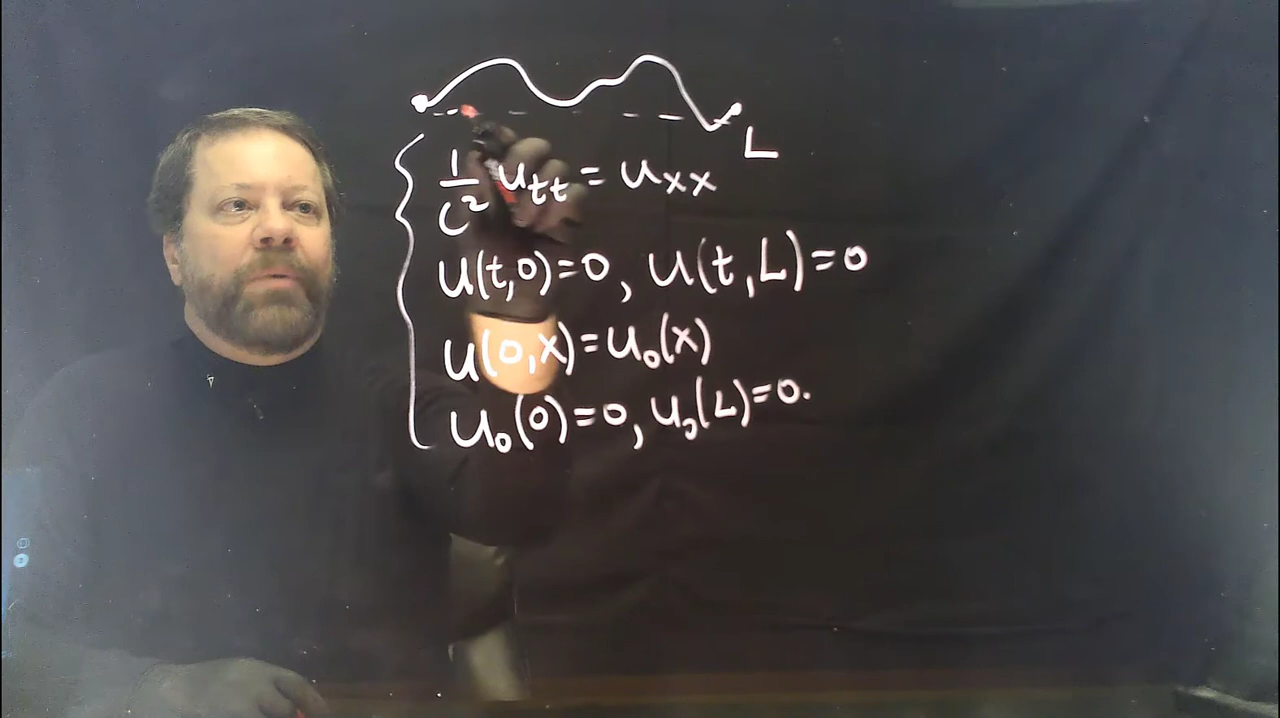 L
1/c² u_tt = u_xx
u(t,0)=0, u(t,L)=0
u(0,x)=u₀(x)
u₀(0)=0, u₀(L)=0.